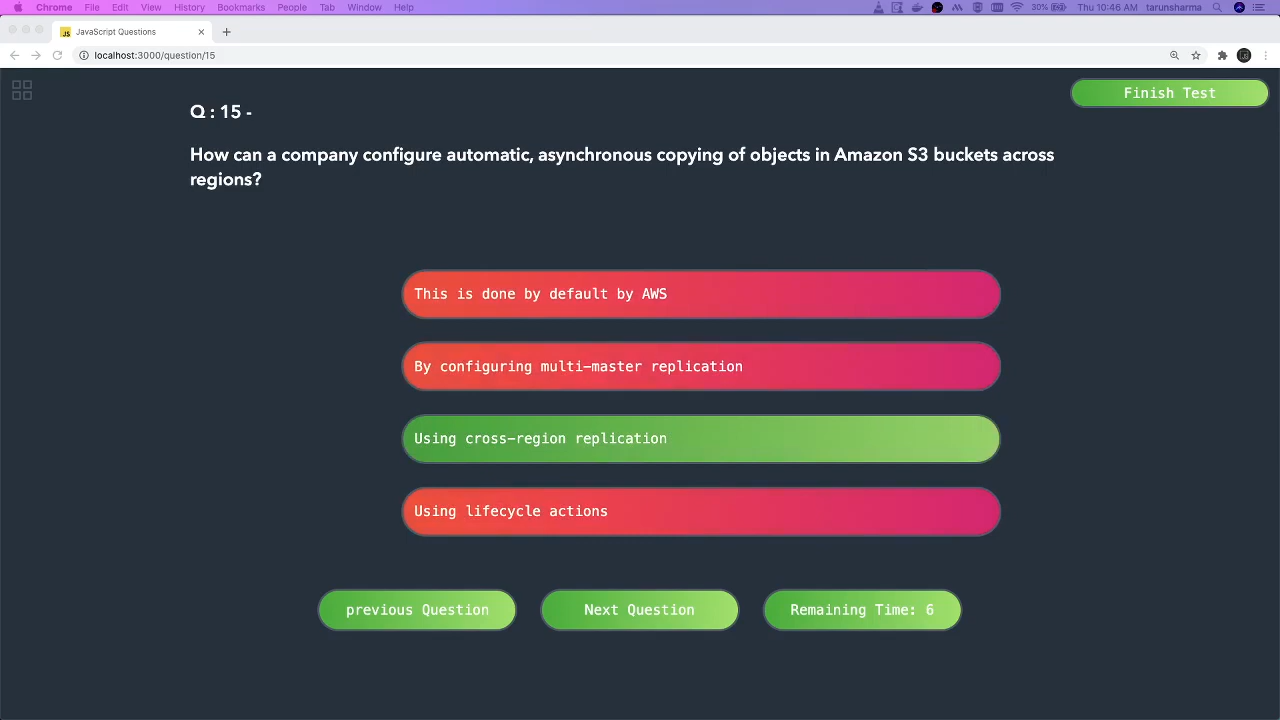 Chrome File Edit View History Bookmarks People Tab Window Help 30% Thu 10:46 AM tarunsharma
JS JavaScript Questions
localhost:3000/question/15
Finish Test
Q : 15 -
How can a company configure automatic, asynchronous copying of objects in Amazon S3 buckets across
regions?
This is done by default by AWS
By configuring multi-master replication
Using cross-region replication
Using lifecycle actions
previous Question
Next Question
Remaining Time: 6